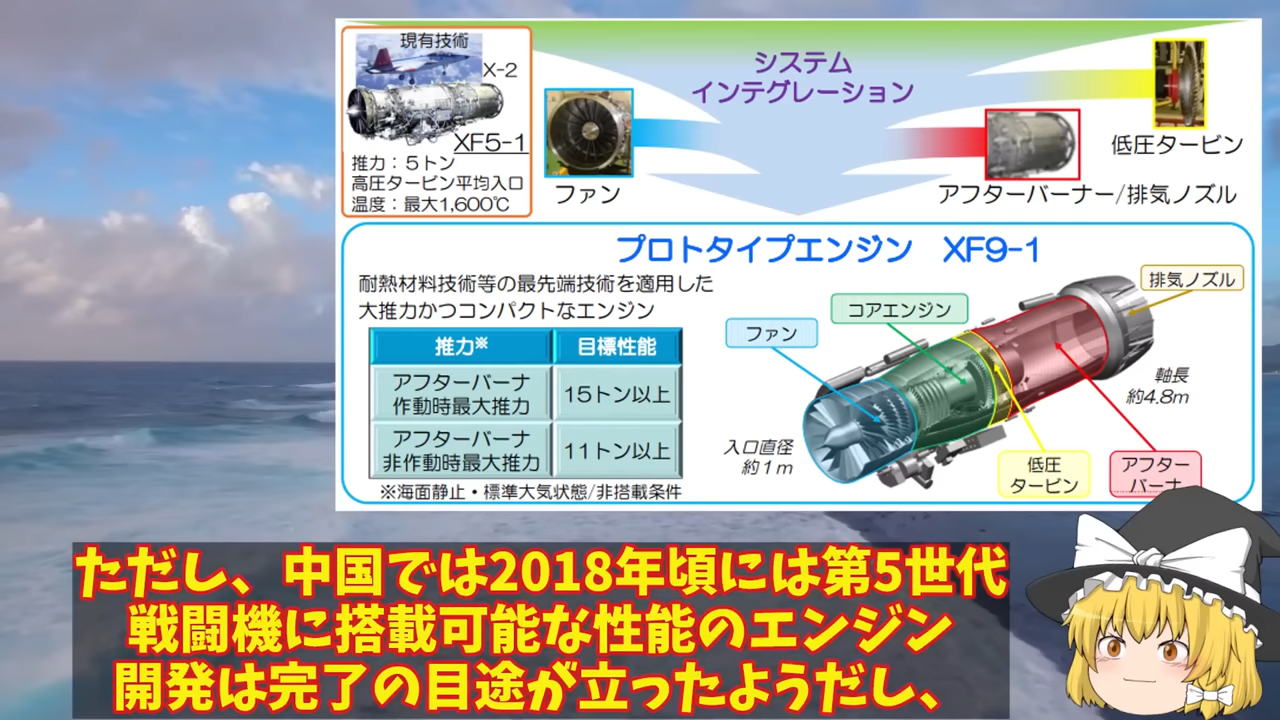 現有技術
X-2
XF5-1
推力：５トン
高圧タービン平均入口
温度：最大1,600℃
ファン
システム
インテグレーション
低圧タービン
アフターバーナー/排気ノズル
プロトタイプエンジン　XF9-1
耐熱材料技術等の最先端技術を適用した
大推力かつコンパクトなエンジン
推力※
目標性能
アフターバーナ
作動時最大推力
15トン以上
アフターバーナ
非作動時最大推力
11トン以上
※海面静止・標準大気状態/非搭載条件
ファン
コアエンジン
排気ノズル
軸長
約4.8m
入口直径
約１ｍ
低圧
タービン
アフター
バーナ
ただし、中国では2018年頃には第5世代
戦闘機に搭載可能な性能のエンジン
開発は完了の目途が立ったようだし、